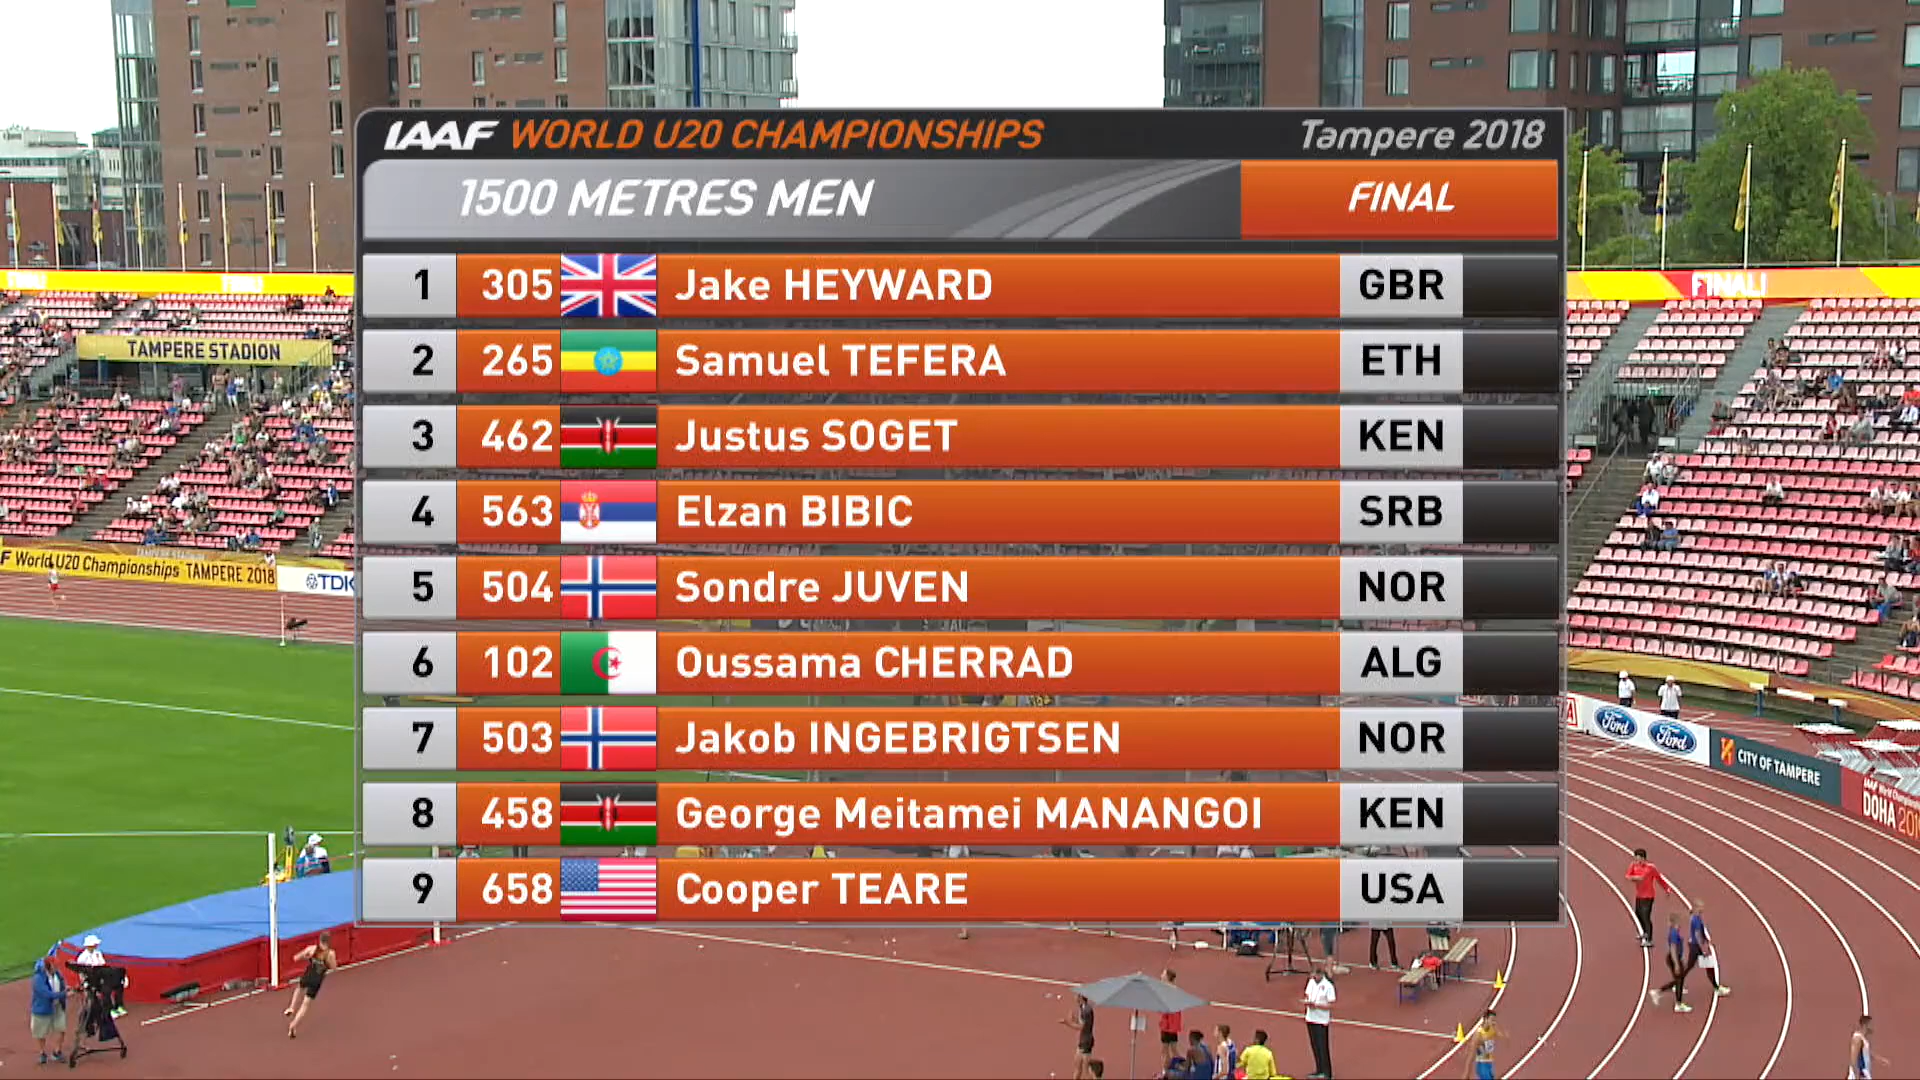 IAAF WORLD U20 CHAMPIONSHIPS Tampere 2018
1500 METRES MEN FINAL
1 305 Jake HEYWARD GBR
2 265 Samuel TEFERA ETH
3 462 Justus SOGET KEN
4 563 Elzan BIBIC SRB
5 504 Sondre JUVEN NOR
6 102 Oussama CHERRAD ALG
7 503 Jakob INGEBRIGTSEN NOR
8 458 George Meitamei MANANGOI KEN
9 658 Cooper TEARE USA
FINAL!
TAMPERE STADION
F World U20 Championships TAMPERE 2018
TDK
Ford
Ford
CITY OF TAMPERE
DOHA 201